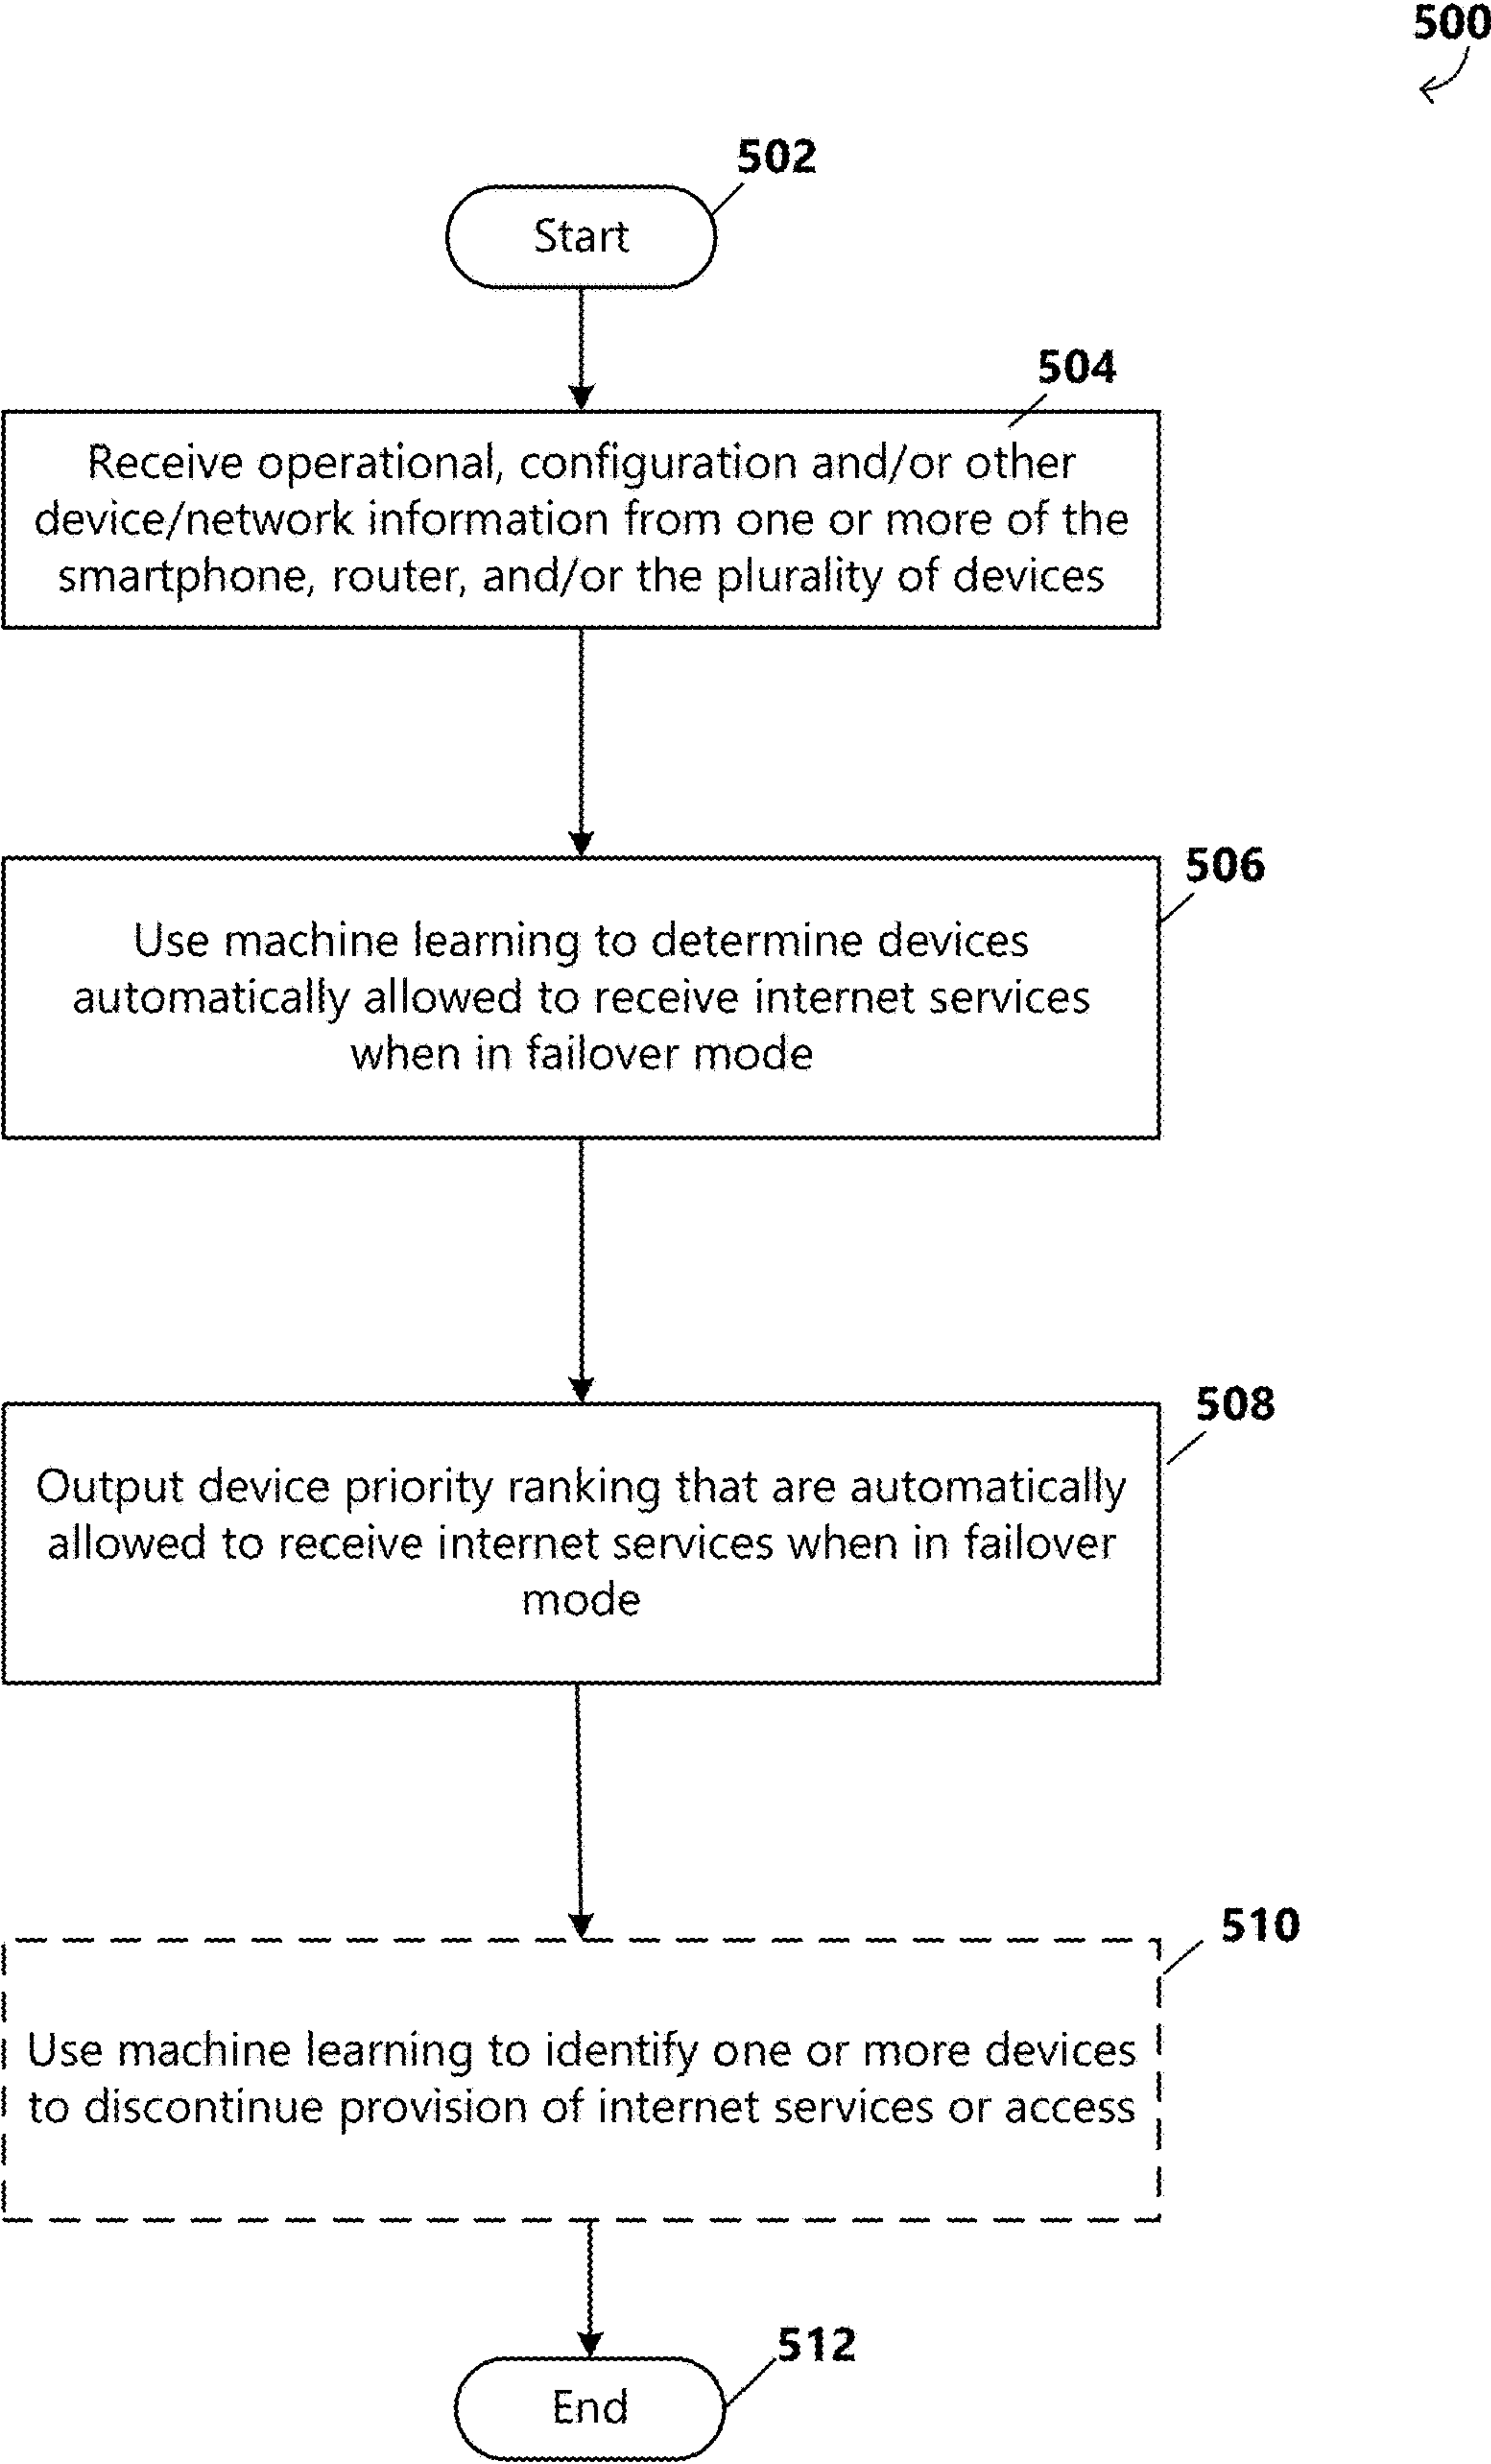 500
502
Start
504
Receive operational, configuration and/or other
device/network information from one or more of the
smartphone, router, and/or the plurality of devices
506
Use machine learning to determine devices
automatically allowed to receive internet services
when in failover mode
508
Output device priority ranking that are automatically
allowed to receive internet services when in failover
mode
510
Use machine learning to identify one or more devices
to discontinue provision of internet services or access
512
End